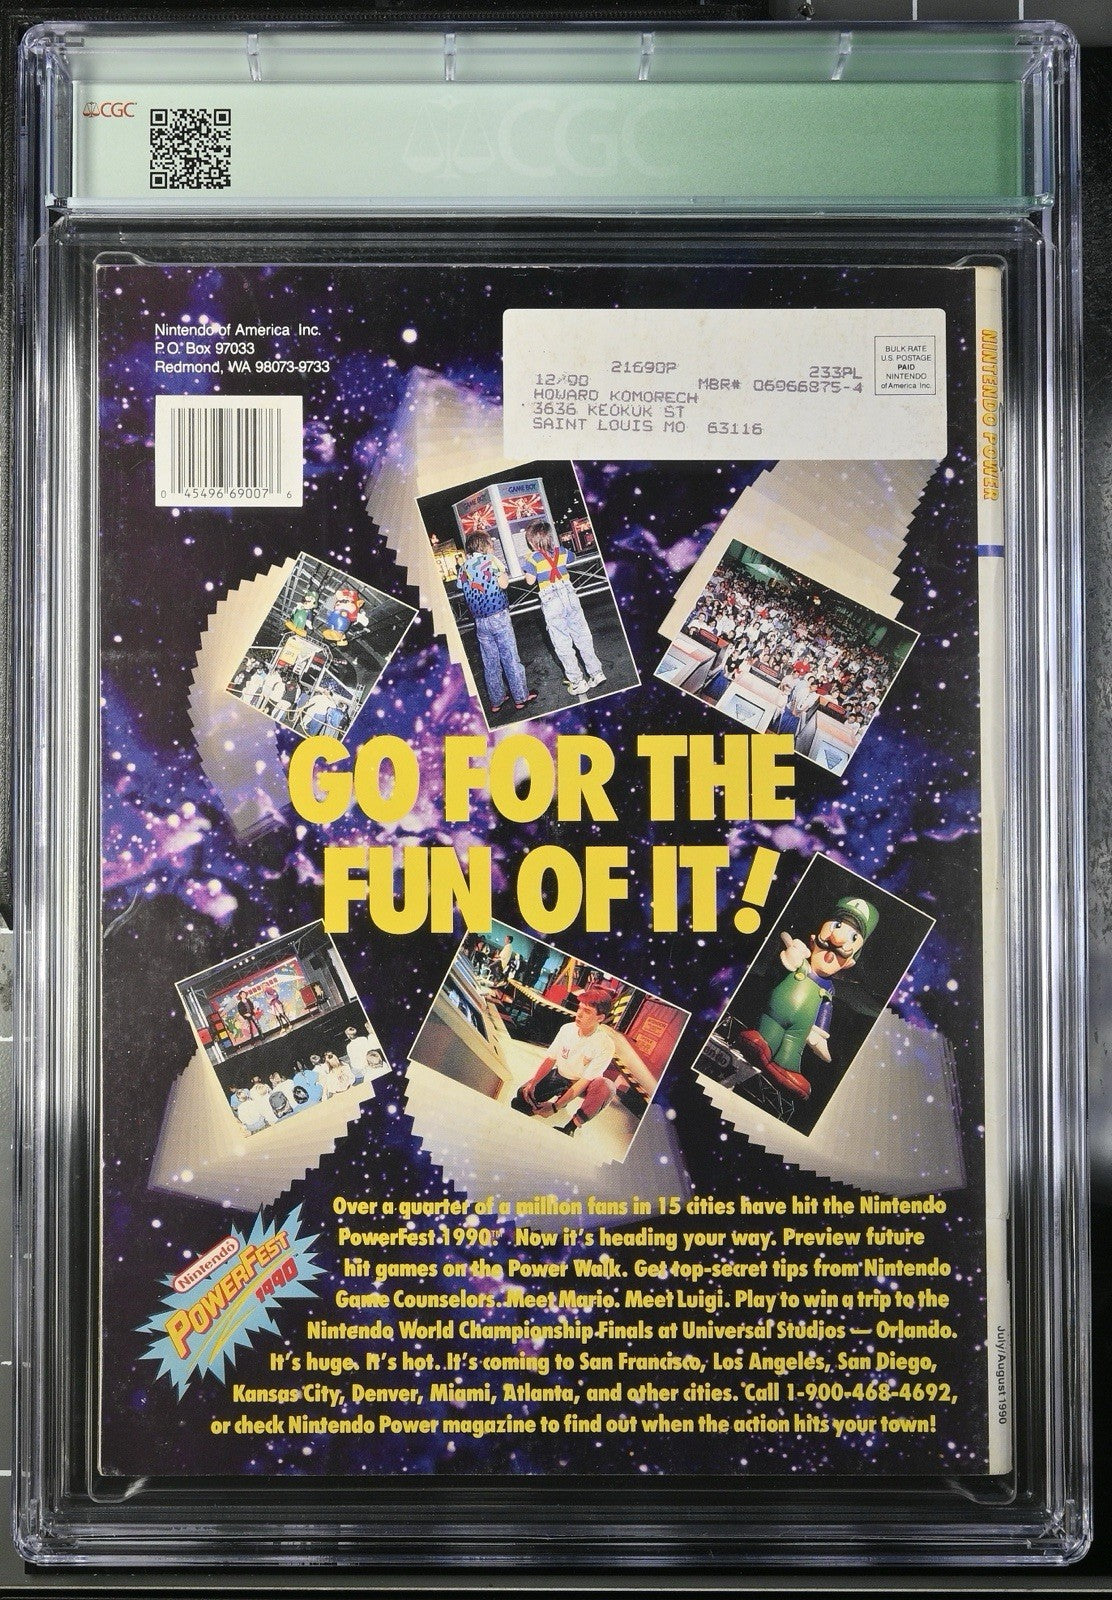 CGC
CGC
Nintendo of America Inc.
P.O. Box 97033
Redmond, WA 98073-9733
0 45496 69007 6
21690P 233PL
12/90 MBR# 06966875-4
HOWARD KOMORECH
3636 KEOKUK ST
SAINT LOUIS MO 63116
BULK RATE
U.S. POSTAGE
PAID
NINTENDO
of America Inc.
NINTENDO POWER
GAME BOY
GAME BOY
GO FOR THE
FUN OF IT!
Over a quarter of a million fans in 15 cities have hit the Nintendo
PowerFest 1990™. Now it's heading your way. Preview future
hit games on the Power Walk. Get top-secret tips from Nintendo
Game Counselors. Meet Mario. Meet Luigi. Play to win a trip to the
Nintendo World Championship Finals at Universal Studios — Orlando.
It's huge. It's hot. It's coming to San Francisco, Los Angeles, San Diego,
Kansas City, Denver, Miami, Atlanta, and other cities. Call 1-900-468-4692,
or check Nintendo Power magazine to find out when the action hits your town!
Nintendo
POWERFEST
1990™
July/August 1990